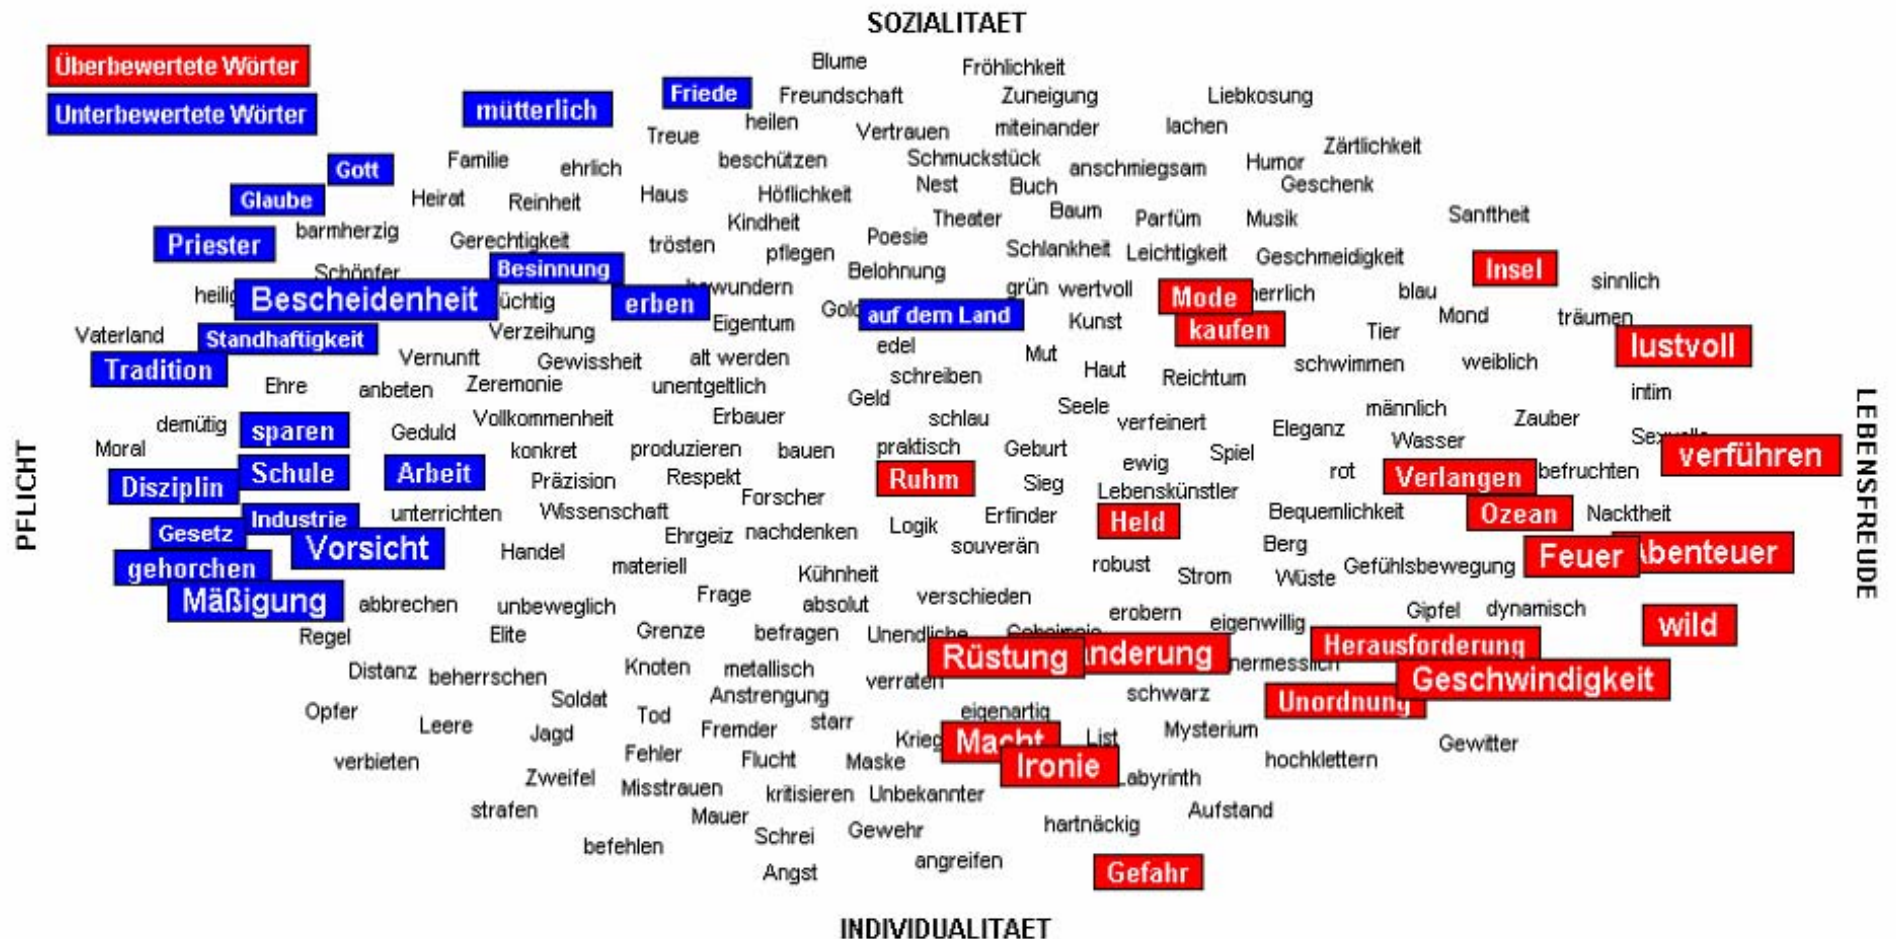 SOZIALITAET
Überbewertete Wörter
Unterbewertete Wörter
Blume
Fröhlichkeit
mütterlich
Friede
Freundschaft
Zuneigung
Liebkosung
Treue
heilen
Vertrauen
miteinander
lachen
Gott
Familie
ehrlich
beschützen
Schmuckstück
anschmiegsam
Humor
Zärtlichkeit
Glaube
Heirat
Reinheit
Haus
Höflichkeit
Nest
Buch
Geschenk
Priester
barmherzig
Gerechtigkeit
trösten
Kindheit
pflegen
Poesie
Theater
Baum
Parfüm
Musik
Sanftheit
Schöpfer
Besinnung
Belohnung
Schlankheit
Leichtigkeit
Geschmeidigkeit
Insel
sinnlich
Bescheidenheit
erben
auf dem Land
grün
wertvoll
Mode
blau
Mond
träumen
Vaterland
Standhaftigkeit
Verzeihung
Eigentum
edel
Kunst
kaufen
Tier
lustvoll
Tradition
Vernunft
Gewissheit
alt werden
Mut
Haut
schwimmen
weiblich
Ehre
anbeten
Zeremonie
unentgeltlich
schreiben
Reichtum
intim
demütig
sparen
Geduld
Vollkommenheit
Erbauer
Geld
schlau
Seele
verfeinert
Eleganz
männlich
Zauber
LEBENSFREUDE
PFLICHT
Moral
konkret
produzieren
bauen
praktisch
Geburt
Spiel
Wasser
verführen
Disziplin
Schule
Arbeit
Präzision
Respekt
Ruhm
Sieg
ewig
rot
Verlangen
befruchten
Gesetz
Industrie
unterrichten
Wissenschaft
Forscher
Lebenskünstler
Bequemlichkeit
Ozean
Nacktheit
Vorsicht
Ehrgeiz
nachdenken
Logik
Erfinder
Held
gehorchen
Handel
materiell
Kühnheit
souverän
robust
Berg
Gefühlsbewegung
Feuer
Abenteuer
Mäßigung
abbrechen
unbeweglich
Frage
absolut
verschieden
Strom
Wüste
Regel
Elite
Grenze
befragen
Unendliche
erobern
eigenwillig
Gipfel
dynamisch
wild
Distanz
beherrschen
Knoten
metallisch
verraten
Rüstung
Herausforderung
Geschwindigkeit
Opfer
Leere
Soldat
Anstrengung
schwarz
Unordnung
Jagd
Tod
Fremder
starr
eigenartig
Mysterium
Gewitter
verbieten
Fehler
Flucht
Maske
Krieg
Macht
List
hochklettern
Zweifel
Misstrauen
Ironie
Labyrinth
strafen
Mauer
kritisieren
Unbekannter
Aufstand
befehlen
Schrei
Gewehr
hartnäckig
Angst
angreifen
Gefahr
INDIVIDUALITAET